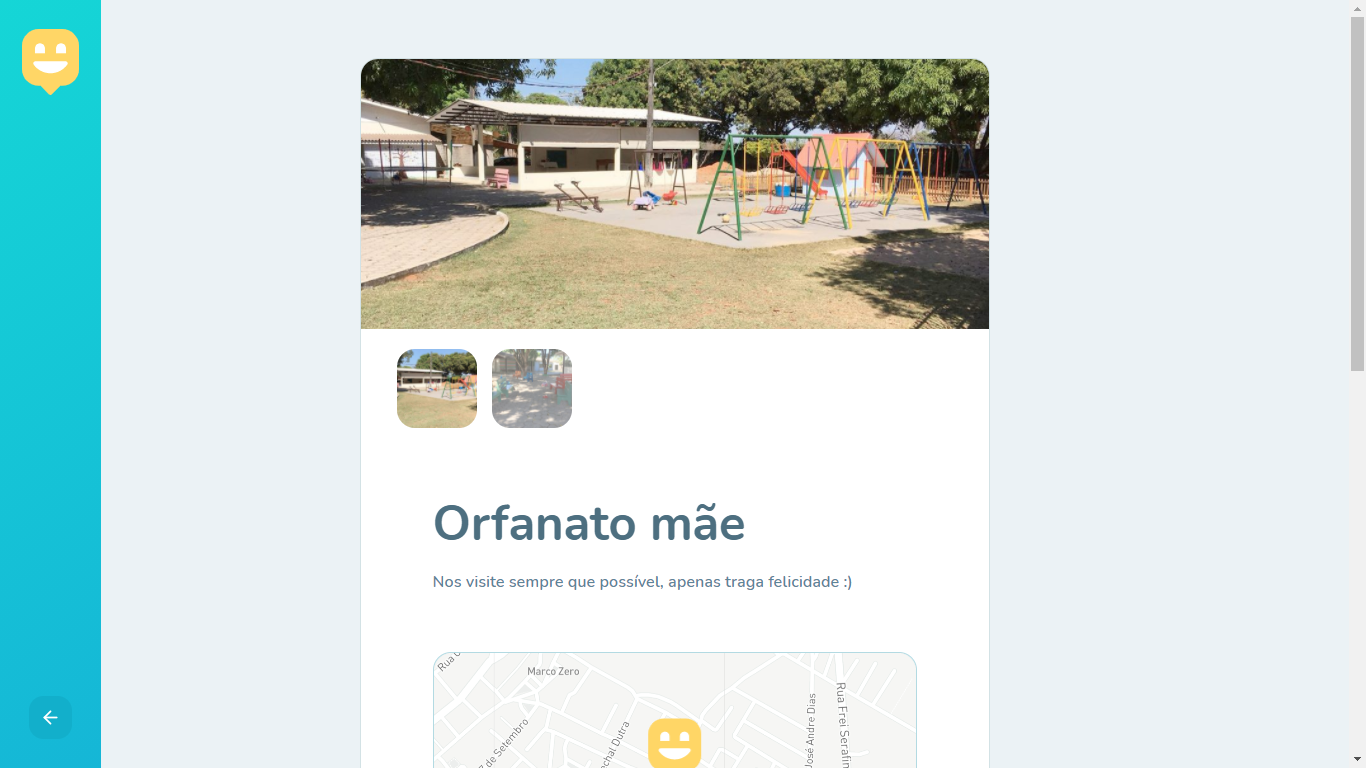 Orfanato mãe
Nos visite sempre que possível, apenas traga felicidade :)
Rua
Marco Zero
de Setembro
chal Dutra
José Andre Dias
Rua Frei Serafin